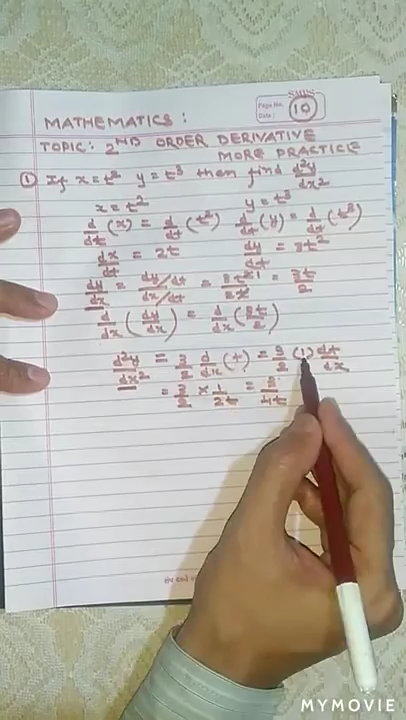 SHPS
Page No. 10
Date:
MATHEMATICS:
TOPIC: 2ND ORDER DERIVATIVE
MORE PRACTICE
① If x = t² y = t³ then find d²y/dx²
x = t² y = t³
d/dt (x) = d/dt (t²) d/dt (y) = d/dt (t³)
dx/dt = 2t dy/dt = 3t²
dy/dx = dy/dt / dx/dt = 3t²/2t = 3t/2
d/dx (dy/dx) = d/dx (3t/2)
d²y/dx² = 3/2 d/dx (t) = 3/2 (1) dt/dx
= 3/2 × 1/2t = 3/4t
MYMOVIE